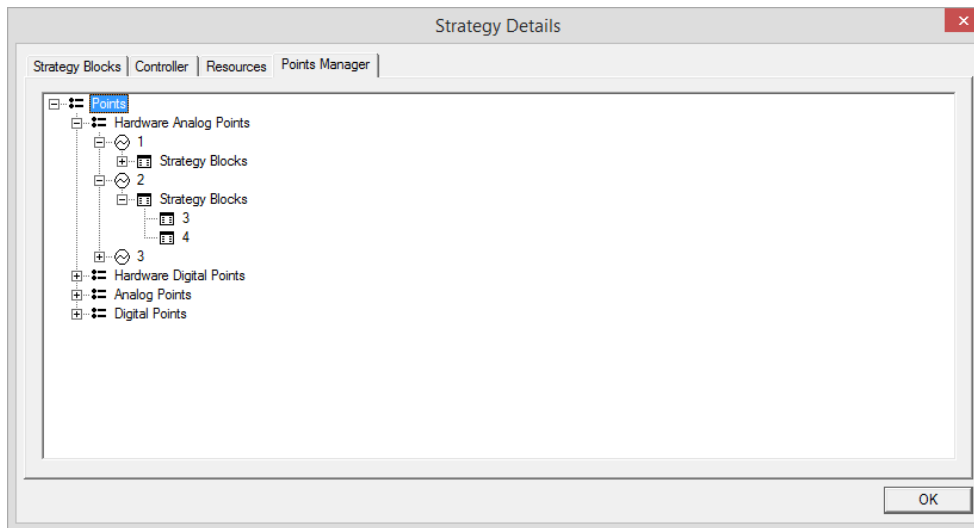 Strategy Details
Strategy Blocks Controller Resources Points Manager
Points
Hardware Analog Points
1
Strategy Blocks
2
Strategy Blocks
3
4
3
Hardware Digital Points
Analog Points
Digital Points
OK